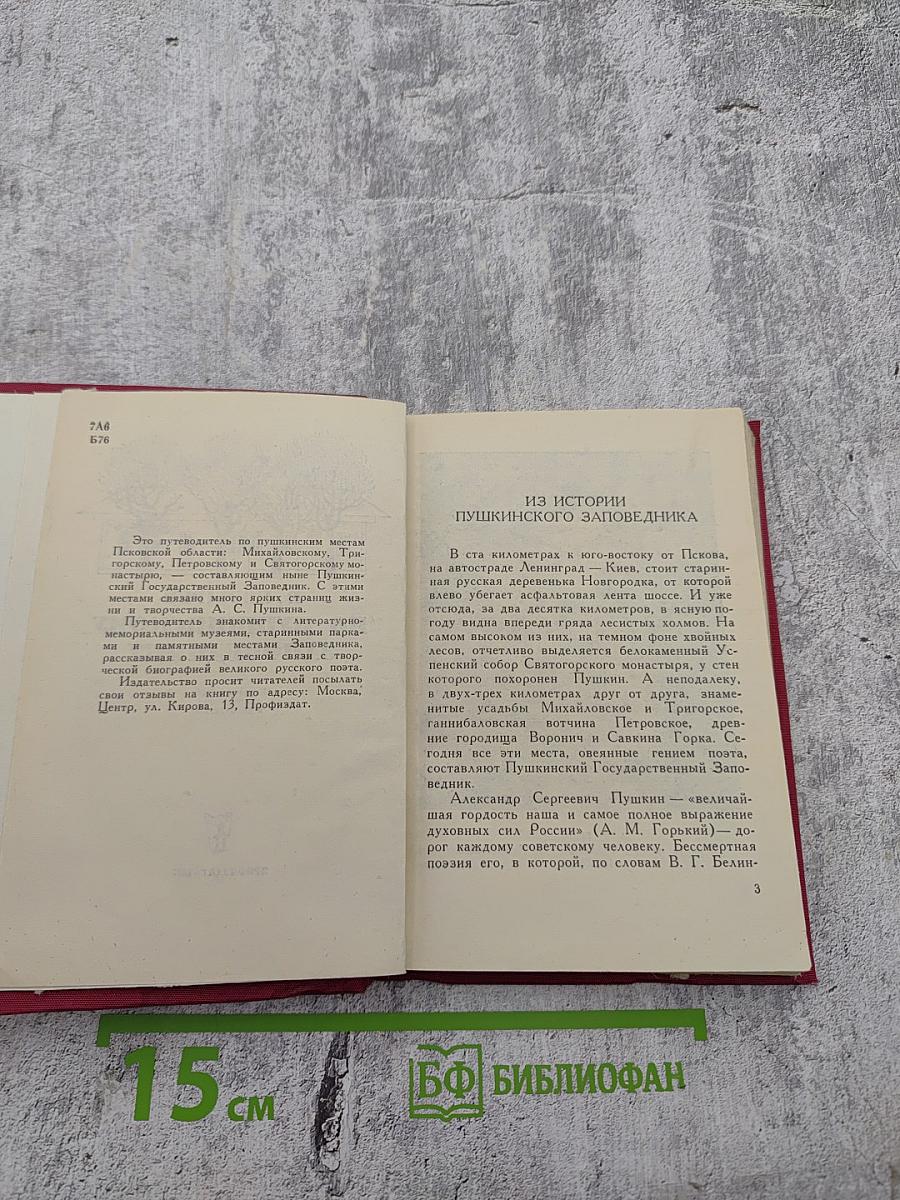 7А6
Б76
Это путеводитель по пушкинским местам
Псковской области: Михайловскому, Три-
горскому, Петровскому и Святогорскому мо-
настырю, — составляющим ныне Пушкин-
ский Государственный Заповедник. С этими
местами связано много ярких страниц жиз-
ни и творчества А. С. Пушкина.
Путеводитель знакомит с литературно-
мемориальными музеями, старинными парка-
ми и памятными местами Заповедника,
рассказывая о них в тесной связи с твор-
ческой биографией великого русского поэта.
Издательство просит читателей посылать
свои отзывы на книгу по адресу: Москва,
Центр, ул. Кирова, 13, Профиздат.
ИЗ ИСТОРИИ
ПУШКИНСКОГО ЗАПОВЕДНИКА
В ста километрах к юго-востоку от Пскова,
на автостраде Ленинград — Киев, стоит старин-
ная русская деревенька Новгородка, от которой
влево убегает асфальтовая лента шоссе. И уже
отсюда, за два десятка километров, в ясную по-
году видна впереди гряда лесистых холмов. На
самом высоком из них, на темном фоне хвойных
лесов, отчетливо выделяется белокаменный Ус-
пенский собор Святогорского монастыря, у стен
которого похоронен Пушкин. А неподалеку,
в двух-трех километрах друг от друга, знаме-
нитые усадьбы Михайловское и Тригорское,
ганнибаловская вотчина Петровское, древ-
ние городища Воронич и Савкина Горка. Се-
годня все эти места, овеянные гением поэта,
составляют Пушкинский Государственный Запо-
ведник.
Александр Сергеевич Пушкин — «величай-
шая гордость наша и самое полное выражение
духовных сил России» (А. М. Горький) — до-
рог каждому советскому человеку. Бессмертная
поэзия его, в которой, по словам В. Г. Белин-
3
15 см
БФ БИБЛИОФАН